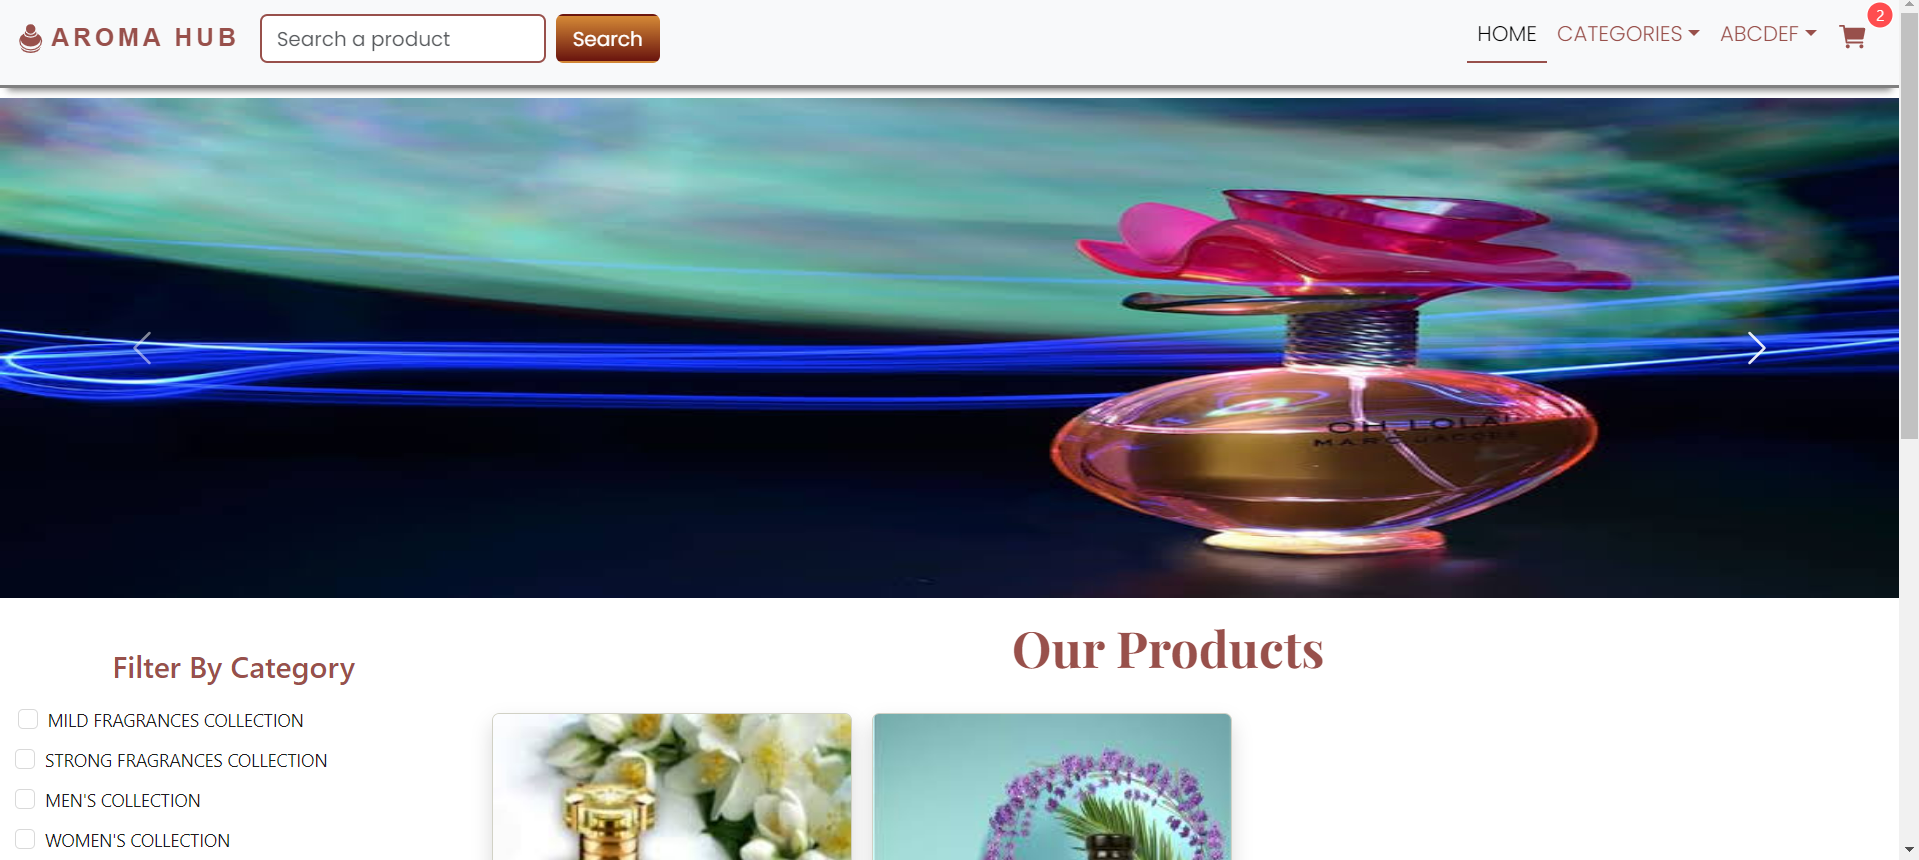 AROMA HUB
Search a product
Search
HOME
CATEGORIES
ABCDEF
2
OH, LOLA!
MARC JACOBS
Our Products
Filter By Category
MILD FRAGRANCES COLLECTION
STRONG FRAGRANCES COLLECTION
MEN'S COLLECTION
WOMEN'S COLLECTION